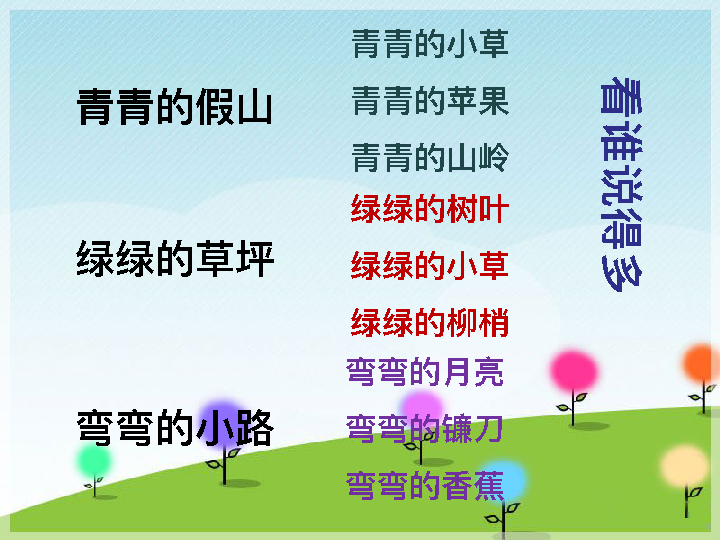 青青的假山
青青的小草
青青的苹果
青青的山岭
绿绿的草坪
绿绿的树叶
绿绿的小草
绿绿的柳梢
弯弯的小路
弯弯的月亮
弯弯的镰刀
弯弯的香蕉
看谁说得多